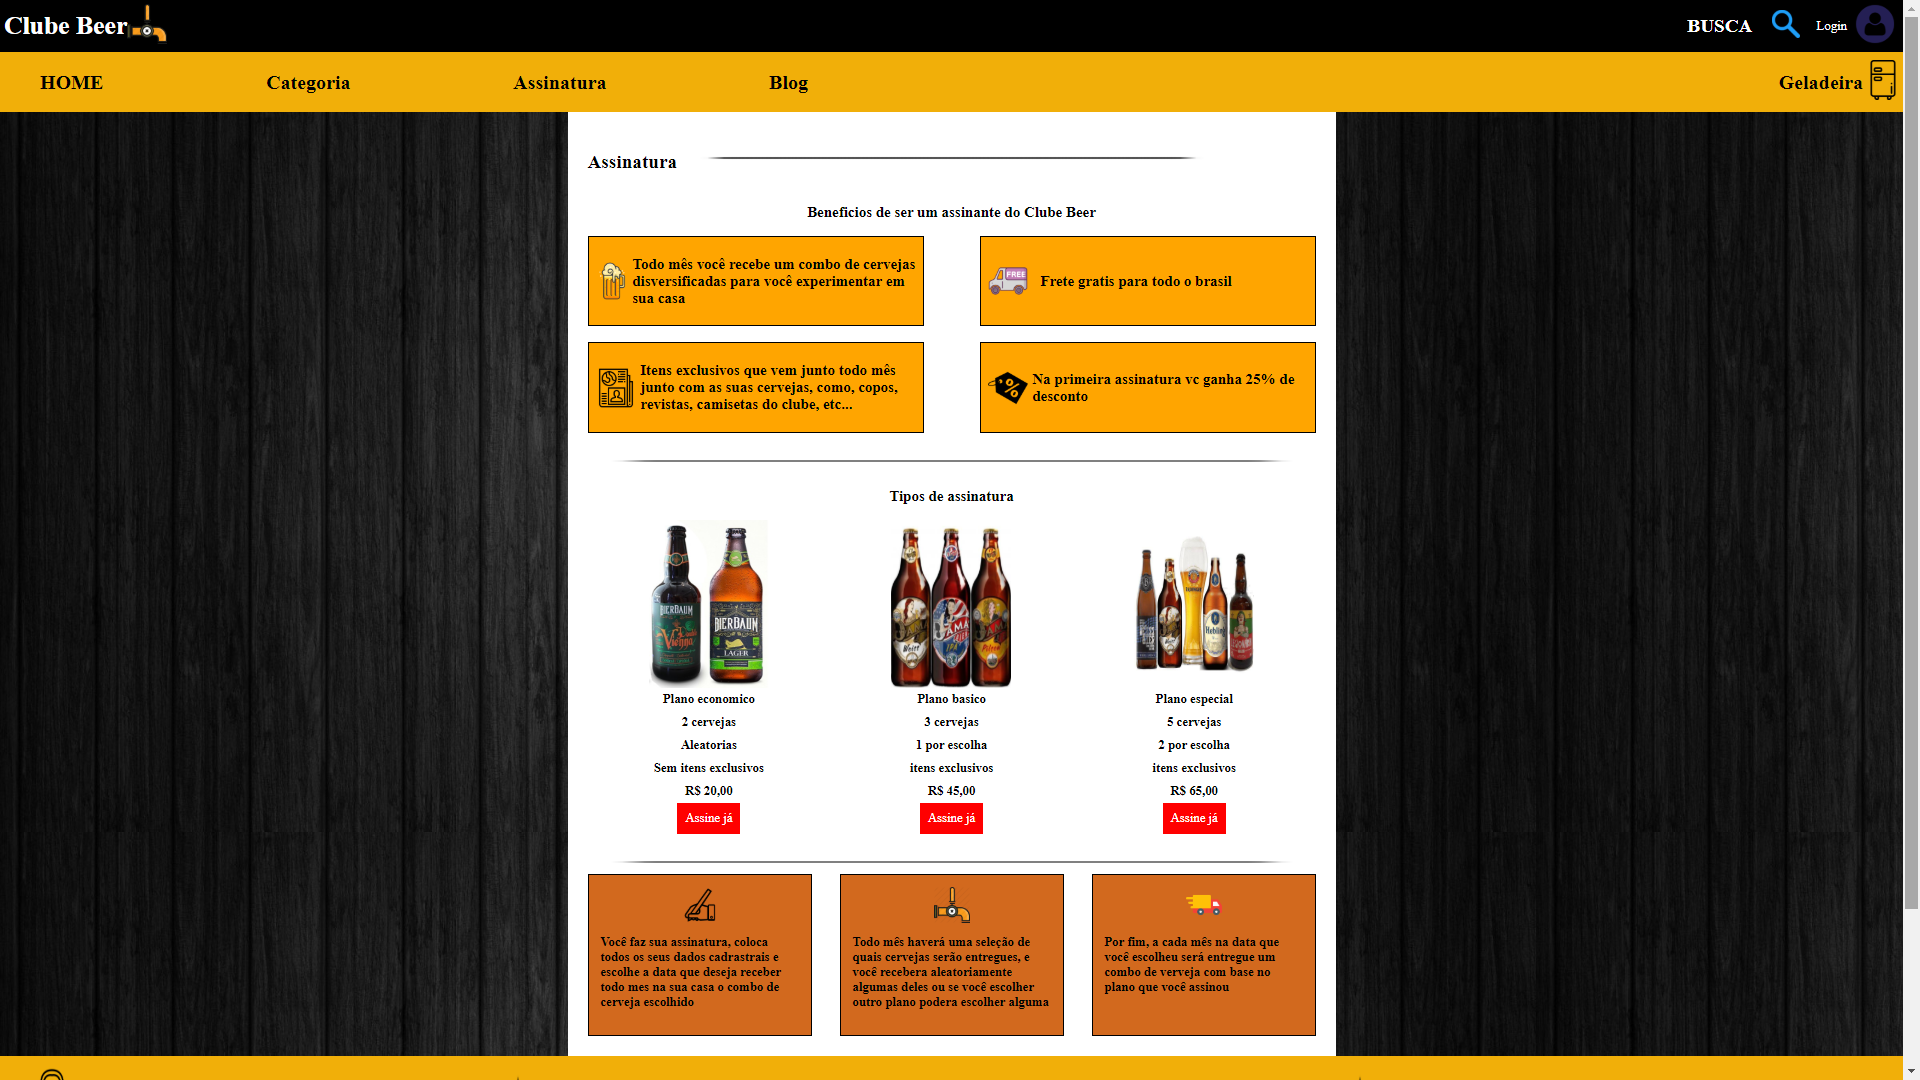 Clube Beer
BUSCA
Login
HOME
Categoria
Assinatura
Blog
Geladeira
Assinatura
Beneficios de ser um assinante do Clube Beer
Todo mês você recebe um combo de cervejas
disversificadas para você experimentar em
sua casa
FREE
Frete gratis para todo o brasil
Itens exclusivos que vem junto todo mês
junto com as suas cervejas, como, copos,
revistas, camisetas do clube, etc...
%
Na primeira assinatura vc ganha 25% de
desconto
Tipos de assinatura
BIERBAUM
Vienna
BIERBAUM
LAGER
Weiss
IPA
Pilsen
Plano economico
2 cervejas
Aleatorias
Sem itens exclusivos
R$ 20,00
Assine já
Plano basico
3 cervejas
1 por escolha
itens exclusivos
R$ 45,00
Assine já
Plano especial
5 cervejas
2 por escolha
itens exclusivos
R$ 65,00
Assine já
Você faz sua assinatura, coloca
todos os seus dados cadrastrais e
escolhe a data que deseja receber
todo mes na sua casa o combo de
cerveja escolhido
Todo mês haverá uma seleção de
quais cervejas serão entregues, e
você recebera aleatoriamente
algumas deles ou se você escolher
outro plano podera escolher alguma
Por fim, a cada mês na data que
você escolheu será entregue um
combo de verveja com base no
plano que você assinou